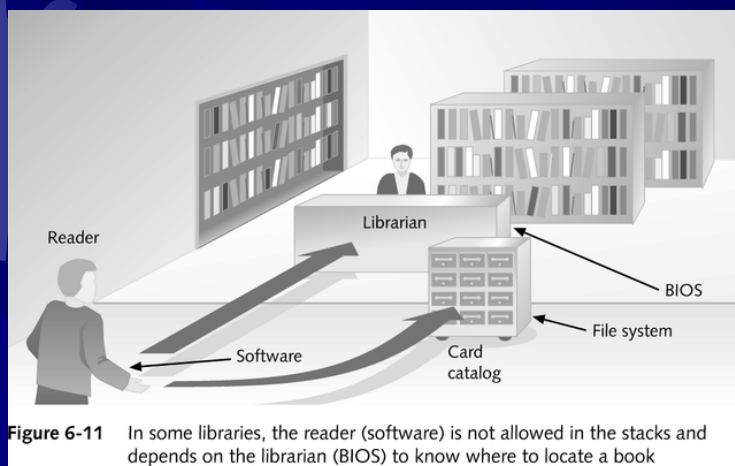 Librarian
Reader
BIOS
File system
Software
Card
catalog
Figure 6-11 In some libraries, the reader (software) is not allowed in the stacks and
depends on the librarian (BIOS) to know where to locate a book